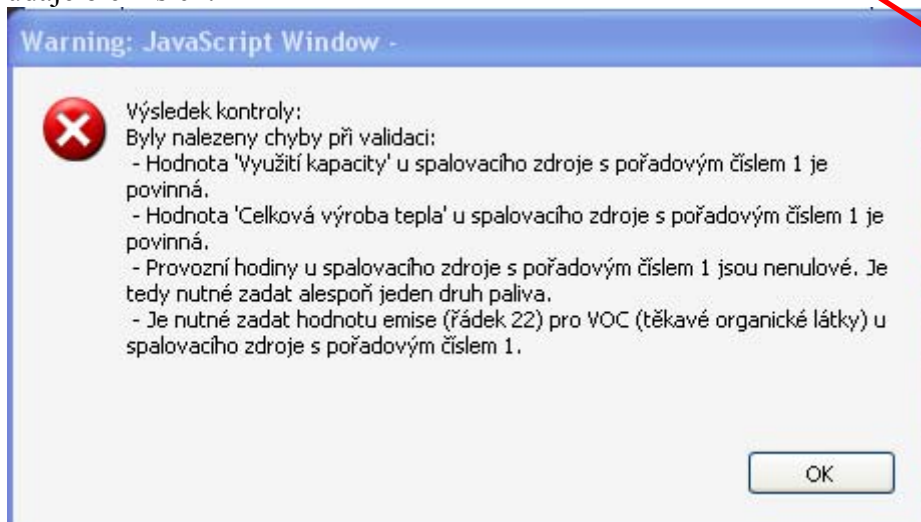 Warning: JavaScript Window -
Výsledek kontroly:
Byly nalezeny chyby při validaci:
- Hodnota 'Využití kapacity' u spalovacího zdroje s pořadovým číslem 1 je
povinná.
- Hodnota 'Celková výroba tepla' u spalovacího zdroje s pořadovým číslem 1 je
povinná.
- Provozní hodiny u spalovacího zdroje s pořadovým číslem 1 jsou nenulové. Je
tedy nutné zadat alespoň jeden druh paliva.
- Je nutné zadat hodnotu emise (řádek 22) pro VOC (těkavé organické látky) u
spalovacího zdroje s pořadovým číslem 1.
OK